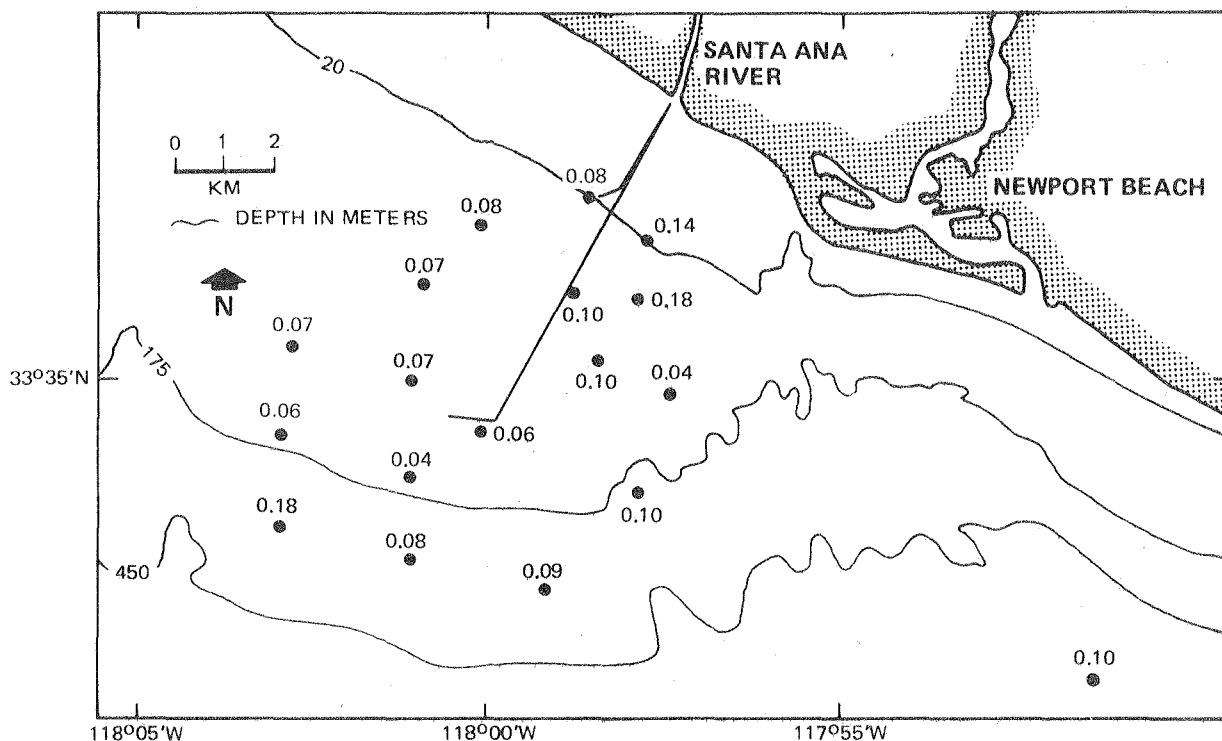 SANTA ANA
RIVER
20
0 1 2
KM
DEPTH IN METERS
N
NEWPORT BEACH
0.08
0.08
0.14
0.07
0.10
0.18
0.07
175
33°35'N
0.07
0.10
0.04
0.06
0.06
0.04
0.10
0.18
0.08
450
0.09
0.10
118°05'W
118°00'W
117°55'W